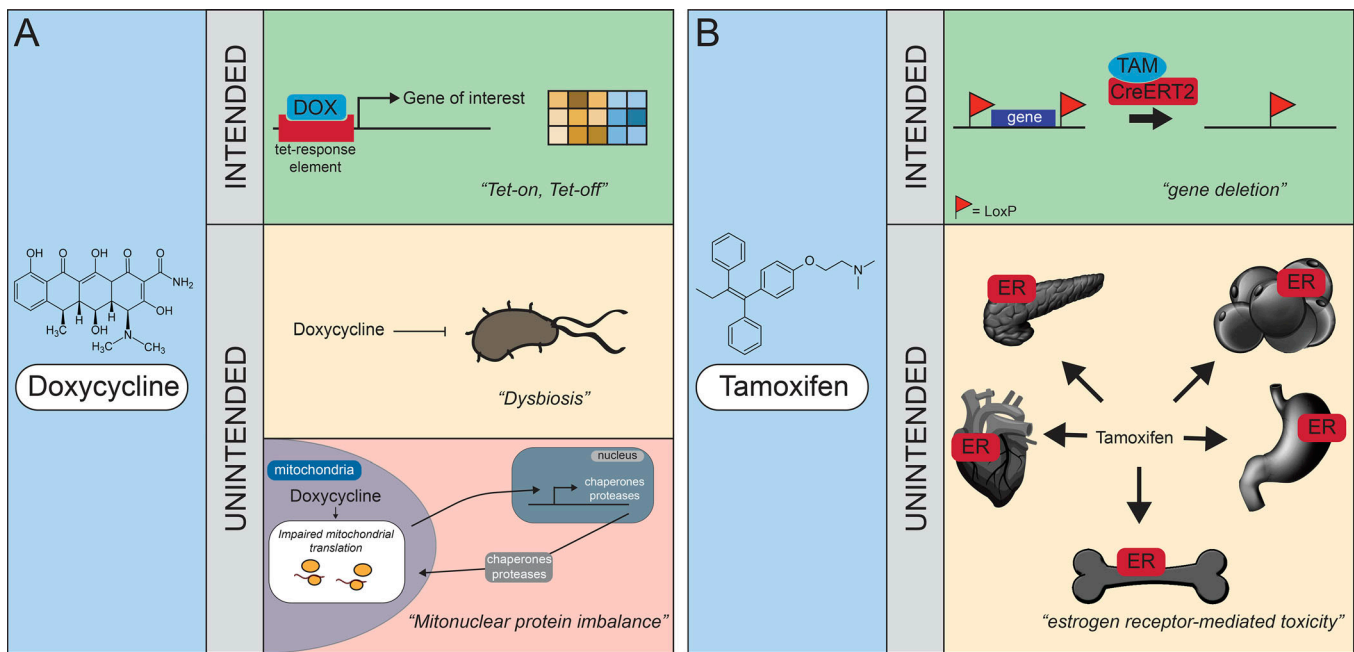 A
INTENDED
DOX
Gene of interest
tet-response
element
“Tet-on, Tet-off”
OH
O
OH
O
O
NH2
OH
H3C
H
OH
H
N
H3C
CH3
Doxycycline
UNINTENDED
Doxycycline
“Dysbiosis”
mitochondria
Doxycycline
Impaired mitochondrial
translation
nucleus
chaperones
proteases
chaperones
proteases
“Mitonuclear protein imbalance”
B
INTENDED
TAM
CreERT2
gene
“gene deletion”
= LoxP
O
N
Tamoxifen
UNINTENDED
ER
ER
ER
Tamoxifen
ER
ER
“estrogen receptor-mediated toxicity”